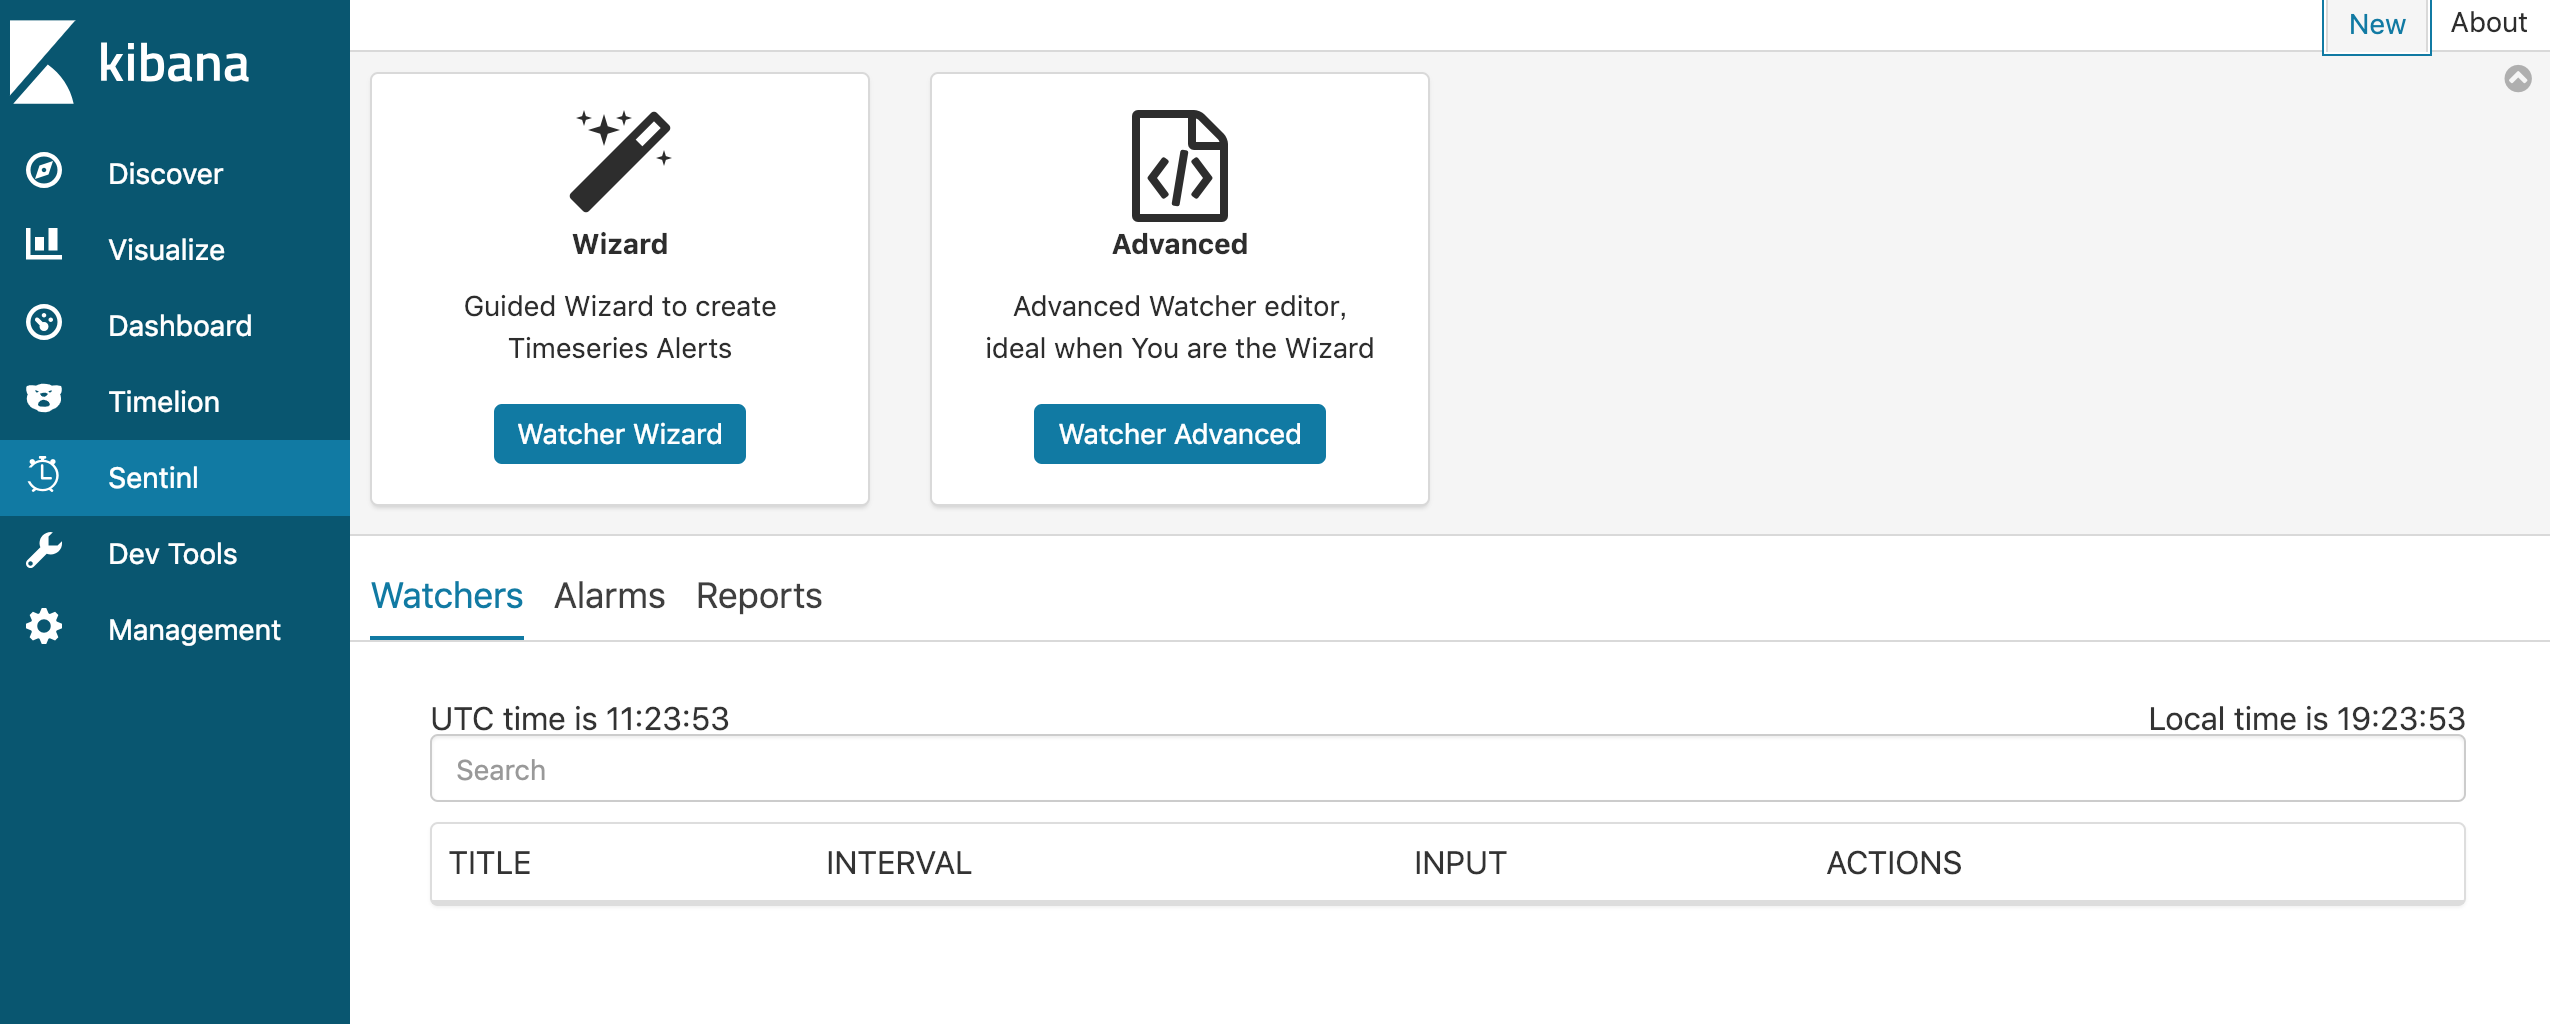 kibana
Discover
Visualize
Dashboard
Timelion
Sentinl
Dev Tools
Management
New
About
Wizard
Guided Wizard to create
Timeseries Alerts
Watcher Wizard
Advanced
Advanced Watcher editor,
ideal when You are the Wizard
Watcher Advanced
Watchers Alarms Reports
UTC time is 11:23:53
Local time is 19:23:53
Search
TITLE INTERVAL INPUT ACTIONS